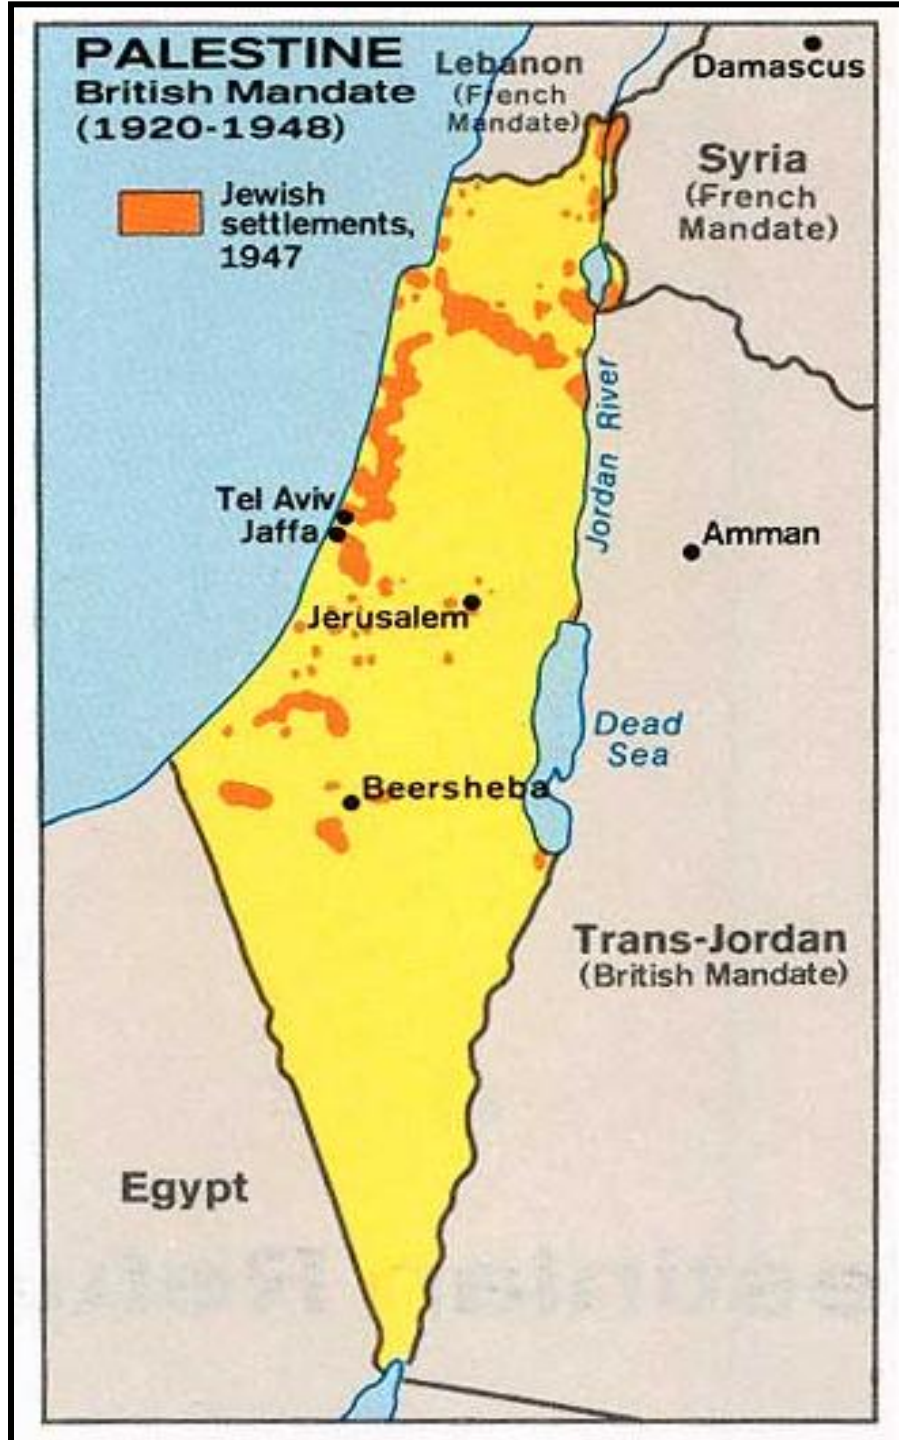 PALESTINE
British Mandate
(1920-1948)
Jewish
settlements,
1947
Lebanon
(French
Mandate)
Damascus
Syria
(French
Mandate)
Jordan River
Tel Aviv
Jaffa
Amman
Jerusalem
Dead
Sea
Beersheba
Trans-Jordan
(British Mandate)
Egypt